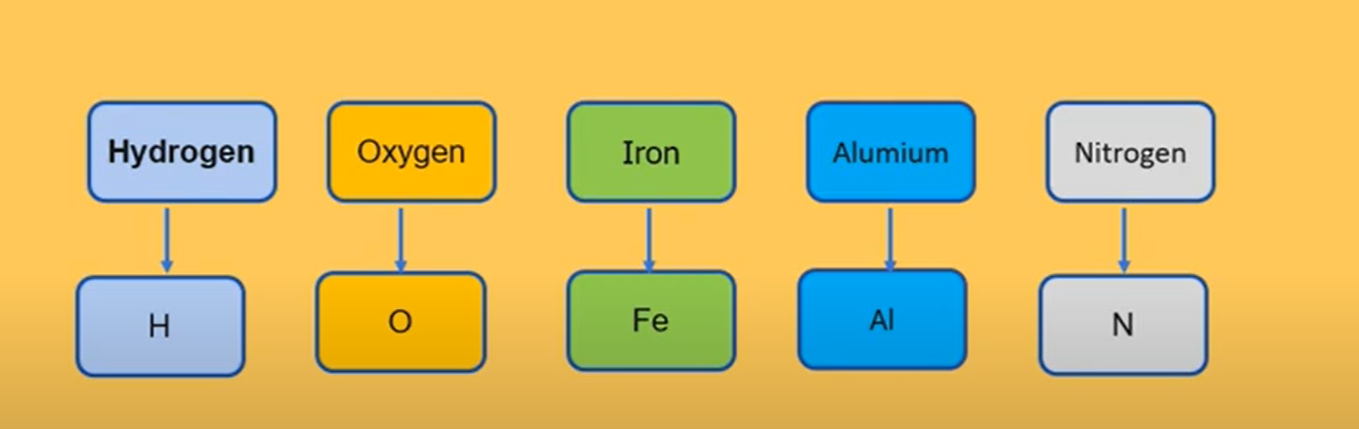 Hydrogen
Oxygen
Iron
Alumium
Nitrogen
H
O
Fe
Al
N